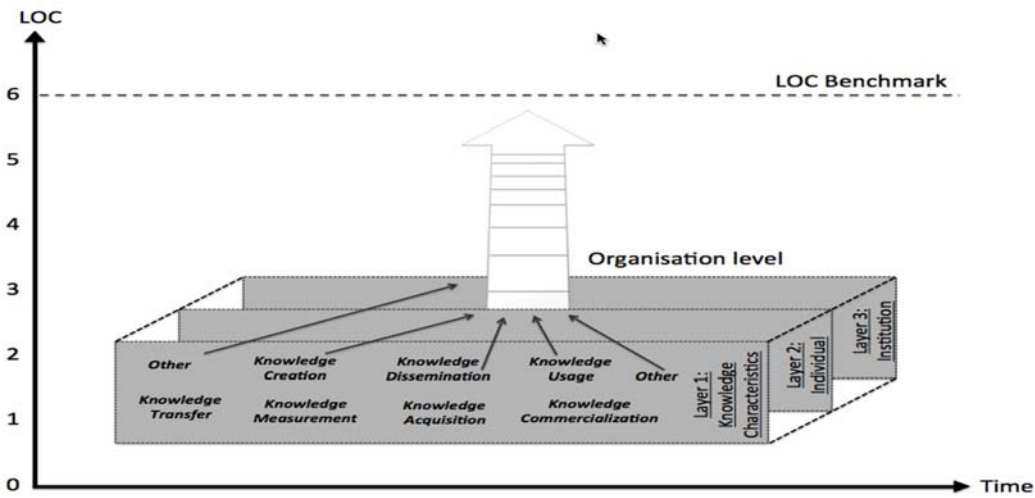 LOC
6
LOC Benchmark
5
4
Organisation level
3
2
1
0
Other
Knowledge
Creation
Knowledge
Dissemination
Knowledge
Usage
Other
Knowledge
Transfer
Knowledge
Measurement
Knowledge
Acquisition
Knowledge
Commercialization
Layer 1:
Knowledge
Characteristics
Layer 2:
Individual
Layer 3:
Institution
Time